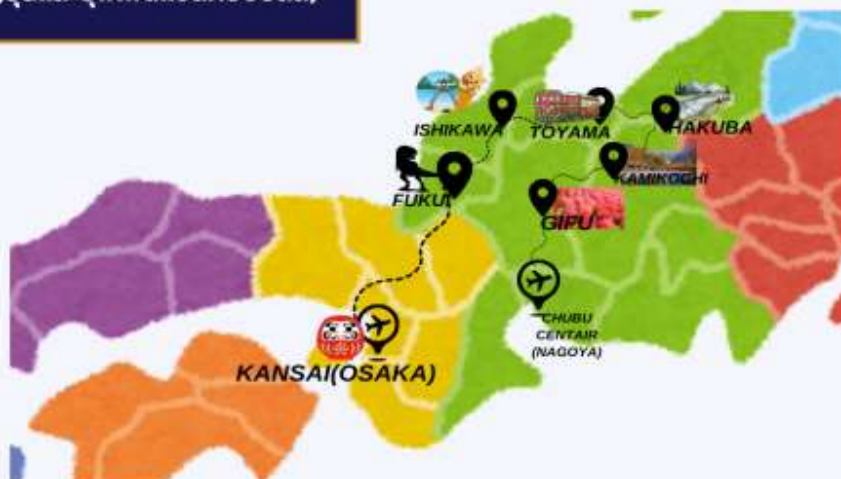 ISHIKAWA
TOYAMA
HAKUBA
KAMIKOCHI
FUKUI
GIFU
CHUBU
CENTAIR
(NAGOYA)
KANSAI(OSAKA)